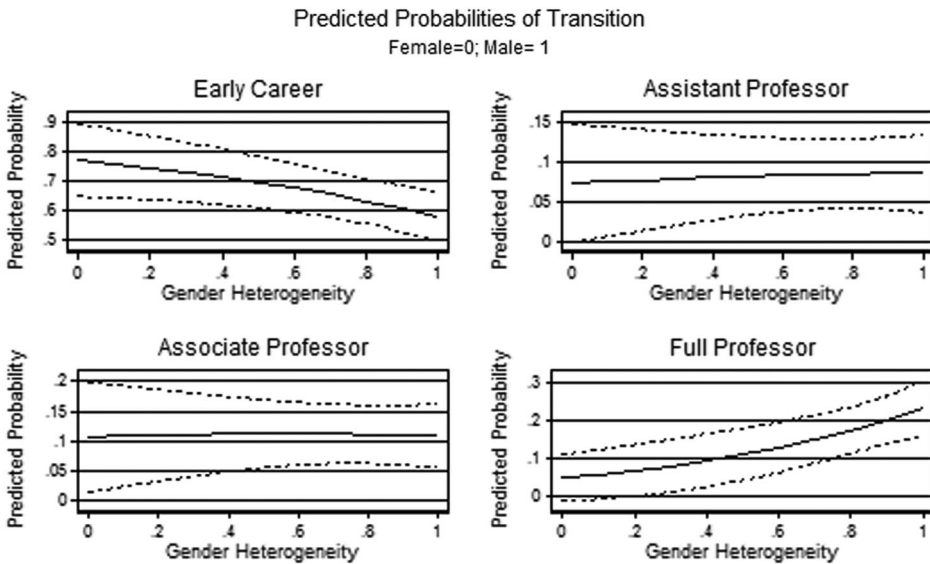 Predicted Probabilities of Transition
Female=0; Male= 1
Early Career
Predicted Probability
.9
.8
.7
.6
.5
0 .2 .4 .6 .8 1
Gender Heterogeneity
Assistant Professor
Predicted Probability
.15
.1
.05
0
0 .2 .4 .6 .8 1
Gender Heterogeneity
Associate Professor
Predicted Probability
.2
.15
.1
.05
0
0 .2 .4 .6 .8 1
Gender Heterogeneity
Full Professor
Predicted Probability
.3
.2
.1
0
0 .2 .4 .6 .8 1
Gender Heterogeneity